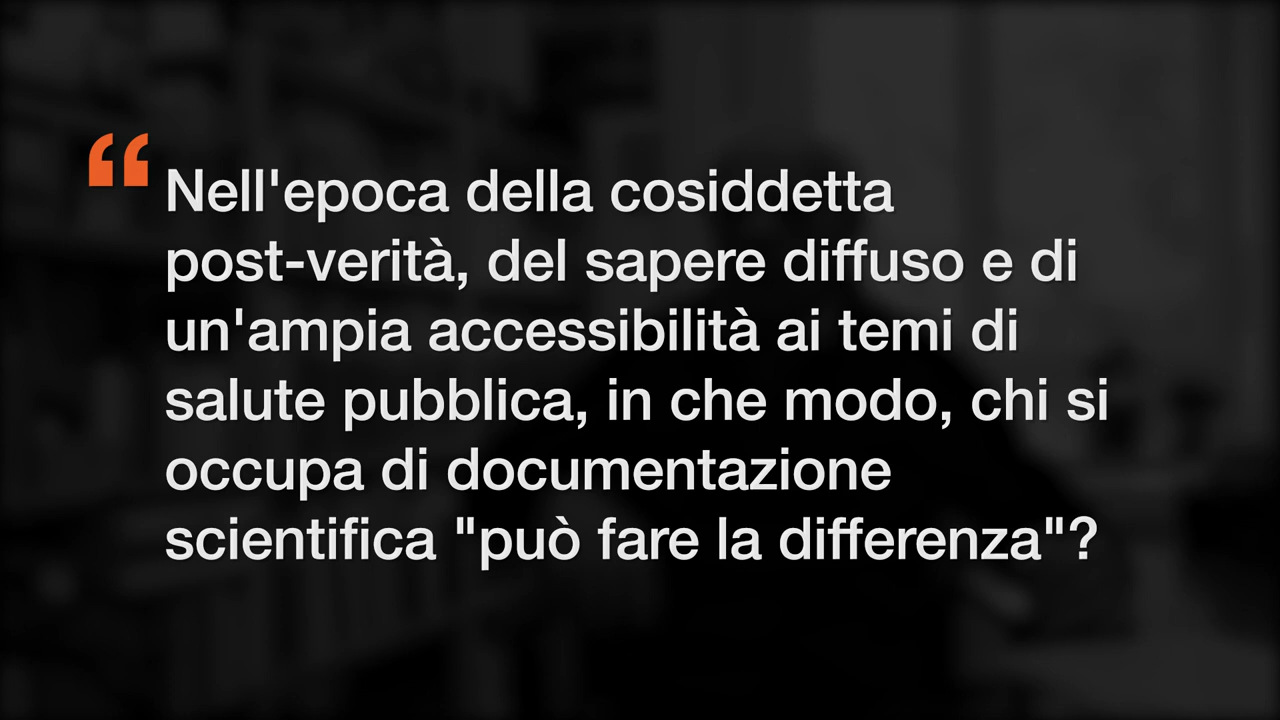 “ Nell'epoca della cosiddetta
post-verità, del sapere diffuso e di
un'ampia accessibilità ai temi di
salute pubblica, in che modo, chi si
occupa di documentazione
scientifica "può fare la differenza"?